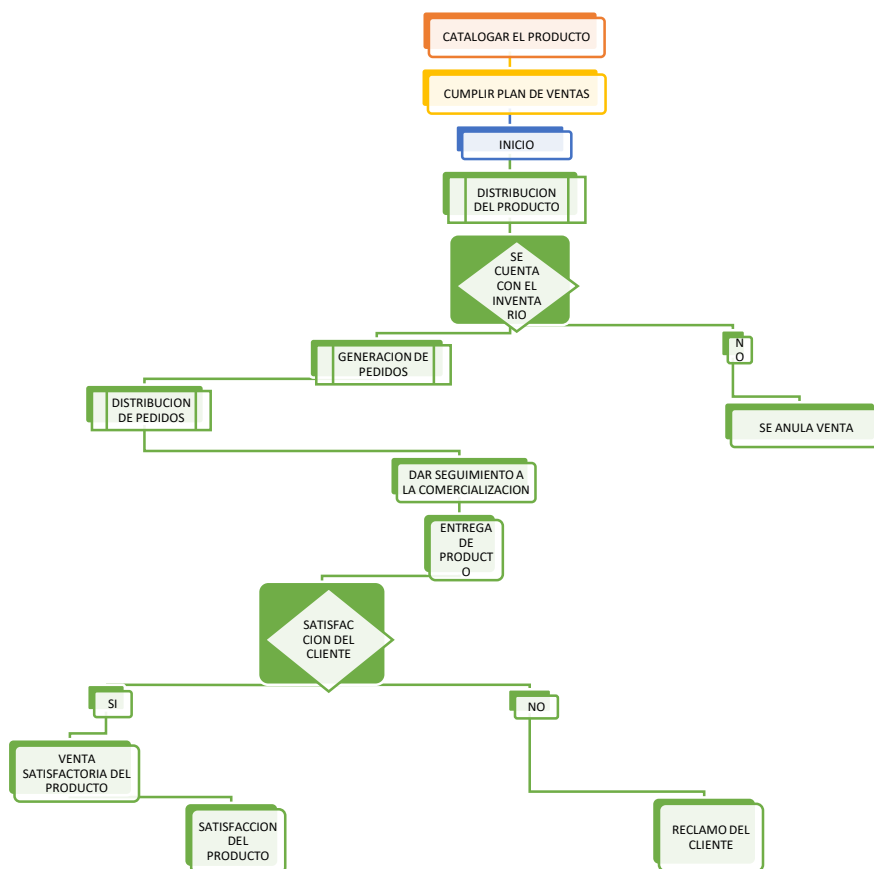 CATALOGAR EL PRODUCTO
CUMPLIR PLAN DE VENTAS
INICIO
DISTRIBUCION
DEL PRODUCTO
SE
CUENTA
CON EL
INVENTA
RIO
GENERACION DE
PEDIDOS
N
O
DISTRIBUCION
DE PEDIDOS
SE ANULA VENTA
DAR SEGUIMIENTO A
LA COMERCIALIZACION
ENTREGA
DE
PRODUCT
O
SATISFAC
CION DEL
CLIENTE
SI
NO
VENTA
SATISFACTORIA DEL
PRODUCTO
SATISFACCION
DEL
PRODUCTO
RECLAMO DEL
CLIENTE